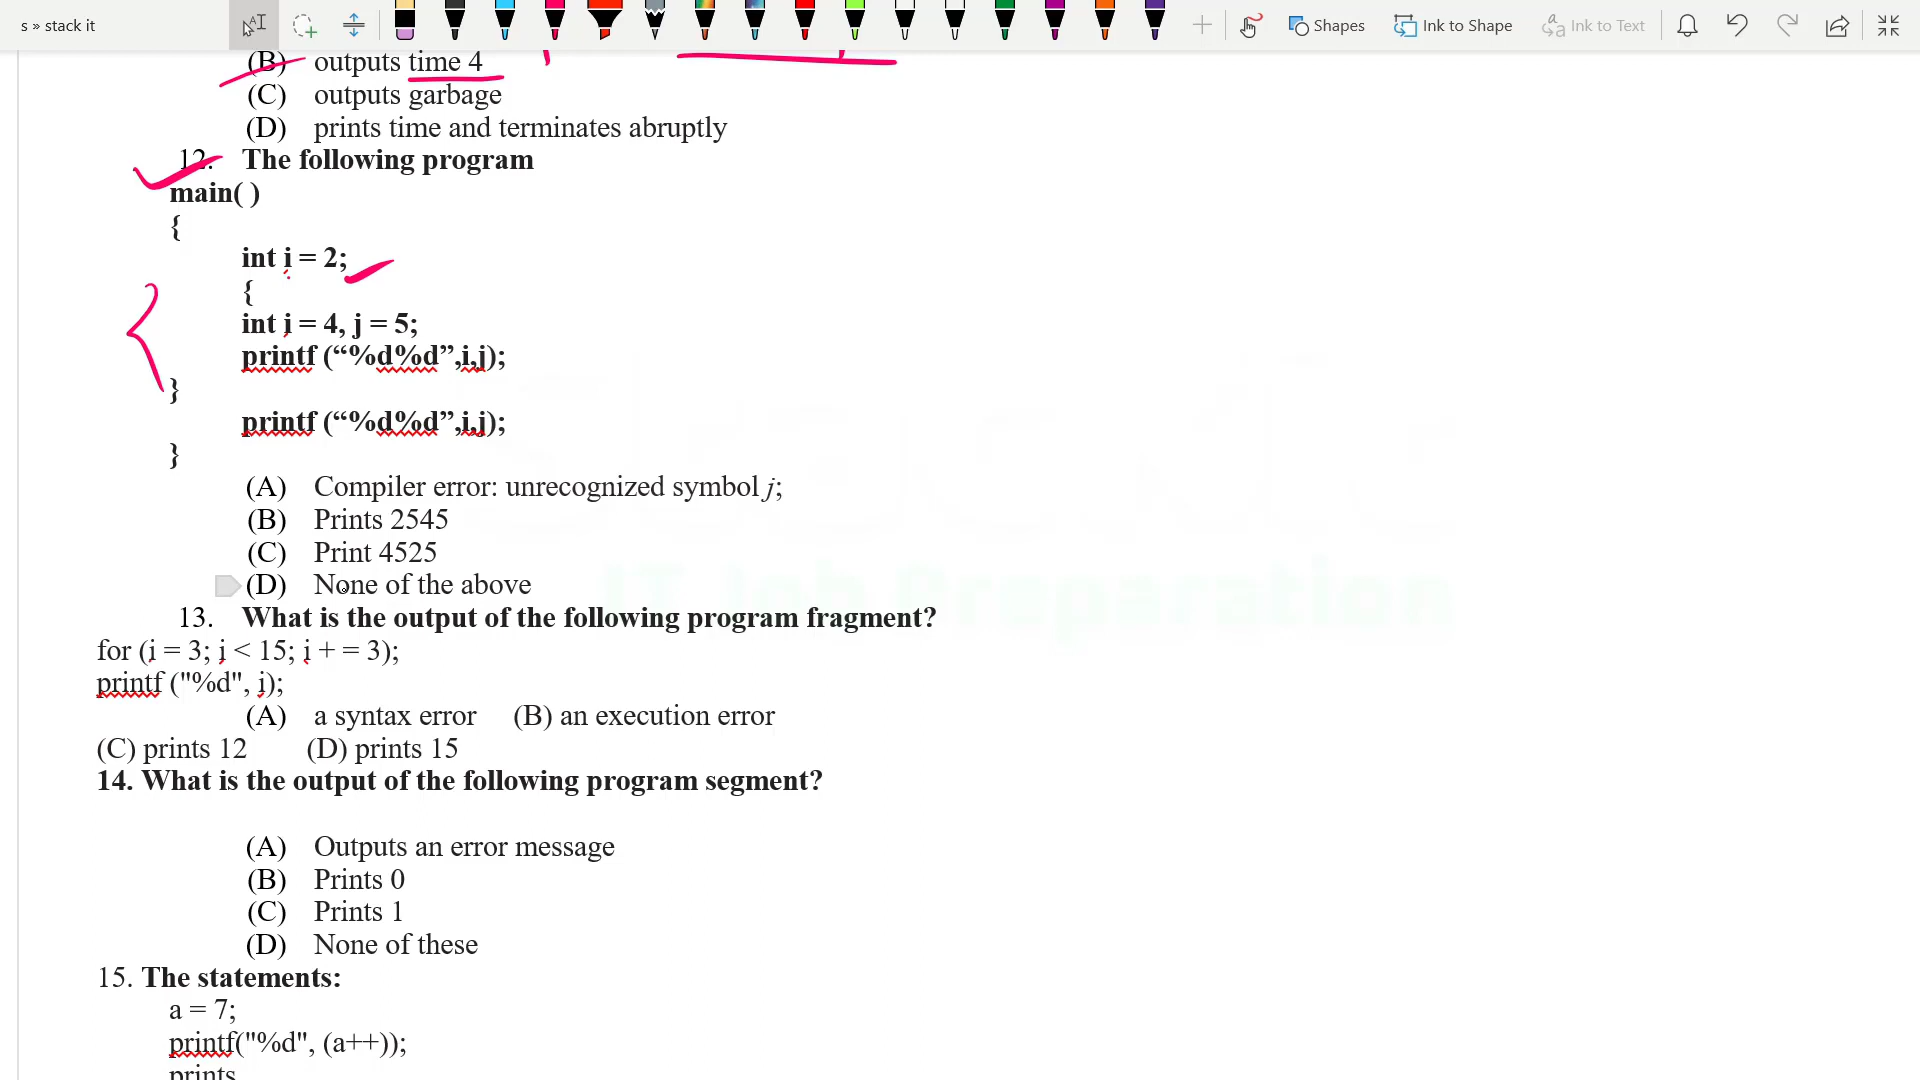 s » stack it
Shapes
Ink to Shape
Ink to Text
(B) outputs time 4
(C) outputs garbage
(D) prints time and terminates abruptly
12. The following program
main( )
{
int i = 2;
{
int i = 4, j = 5;
printf (“%d%d”,i,j);
}
printf (“%d%d”,i,j);
}
(A) Compiler error: unrecognized symbol j;
(B) Prints 2545
(C) Print 4525
(D) None of the above
13. What is the output of the following program fragment?
for (i = 3; i < 15; i + = 3);
printf ("%d", i);
(A) a syntax error (B) an execution error
(C) prints 12 (D) prints 15
14. What is the output of the following program segment?
(A) Outputs an error message
(B) Prints 0
(C) Prints 1
(D) None of these
15. The statements:
a = 7;
printf("%d", (a++));
prints
IT Job Preparation